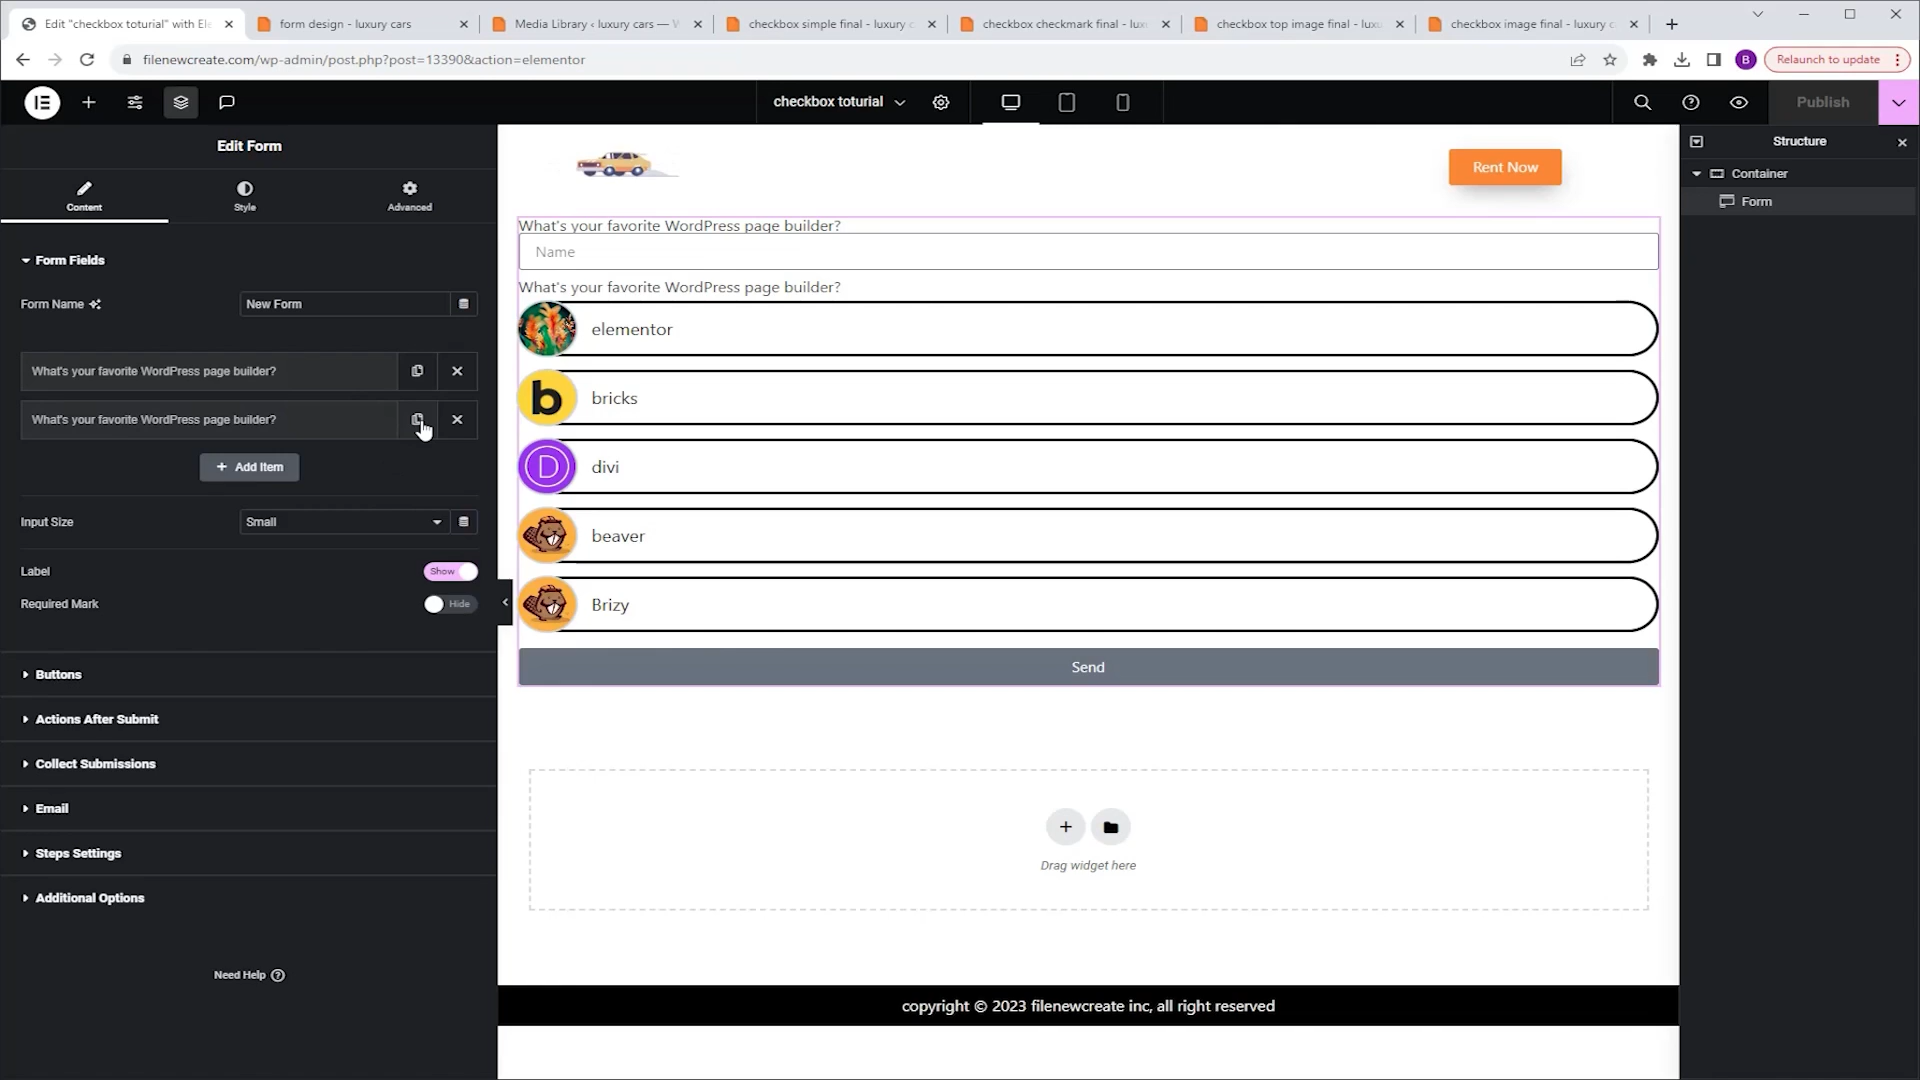 Edit "checkbox toturial" with Ele
form design - luxury cars
Media Library ‹ luxury cars — W
checkbox simple final - luxury c
checkbox checkmark final - lux
checkbox top image final - lux
checkbox image final - luxury c
filenewcreate.com/wp-admin/post.php?post=13390&action=elementor
B
Relaunch to update
checkbox toturial
Publish
Edit Form
Content
Style
Advanced
Form Fields
Form Name
New Form
What's your favorite WordPress page builder?
What's your favorite WordPress page builder?
+ Add Item
Input Size
Small
Label
Show
Required Mark
Hide
Buttons
Actions After Submit
Collect Submissions
Email
Steps Settings
Additional Options
Need Help
Rent Now
What's your favorite WordPress page builder?
Name
What's your favorite WordPress page builder?
elementor
b
bricks
D
divi
beaver
Brizy
Send
Drag widget here
copyright © 2023 filenewcreate inc, all right reserved
Structure
Container
Form